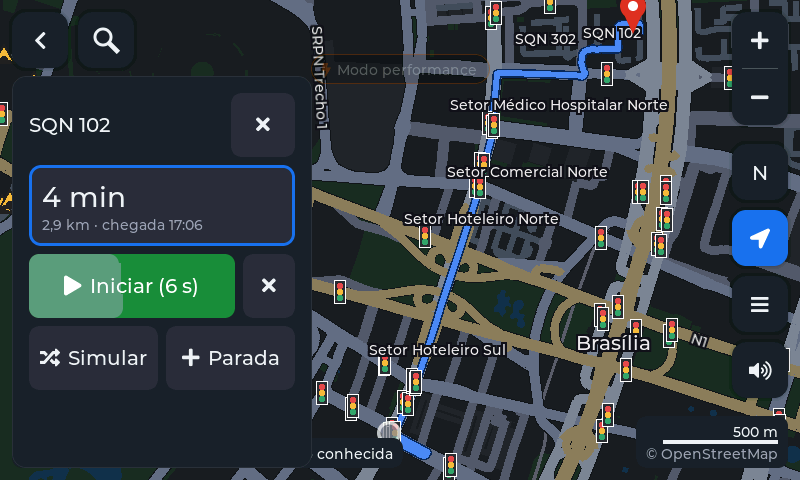 SQN 302
SQN 102
SRPN Trecho 1
Modo performance
Setor Médico Hospitalar Norte
SQN 102
Setor Comercial Norte
4 min
2,9 km · chegada 17:06
Setor Hoteleiro Norte
N
Iniciar (6 s)
Simular
Parada
Setor Hoteleiro Sul
Brasília
N1
conhecida
500 m
© OpenStreetMap